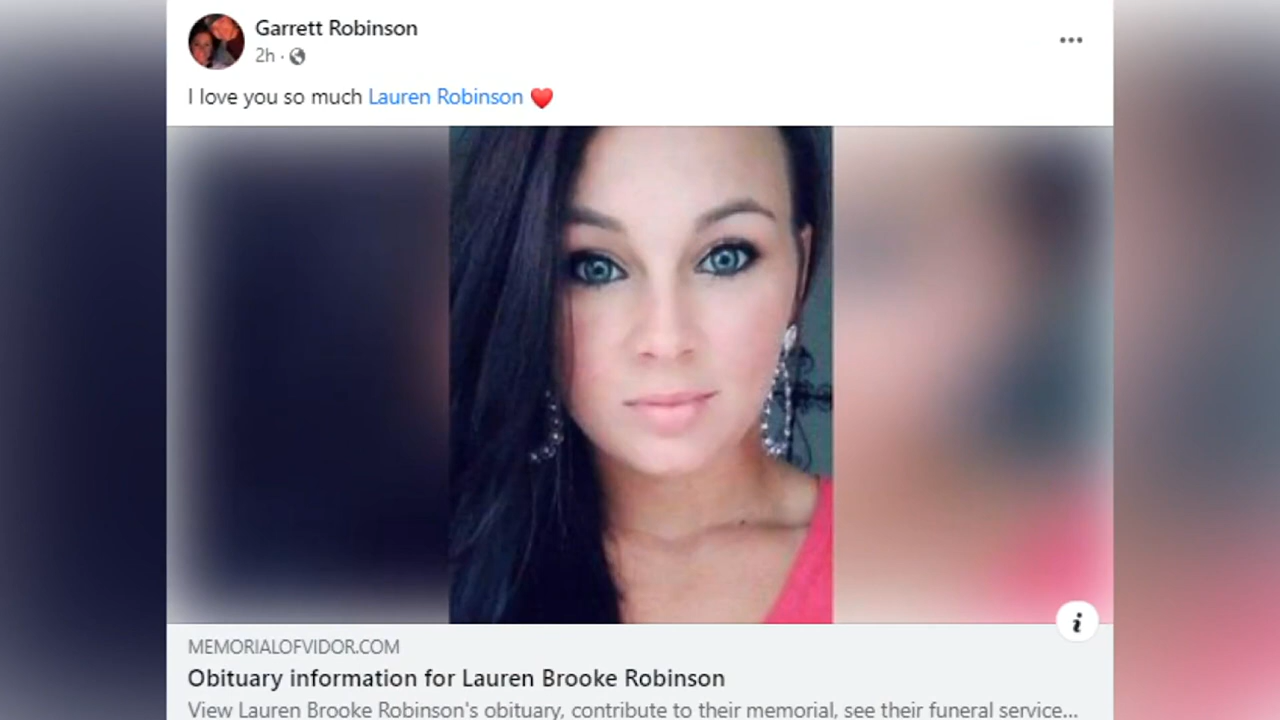 Garrett Robinson
2h ·
I love you so much Lauren Robinson ❤️
MEMORIALOFVIDOR.COM
Obituary information for Lauren Brooke Robinson
View Lauren Brooke Robinson's obituary, contribute to their memorial, see their funeral service...